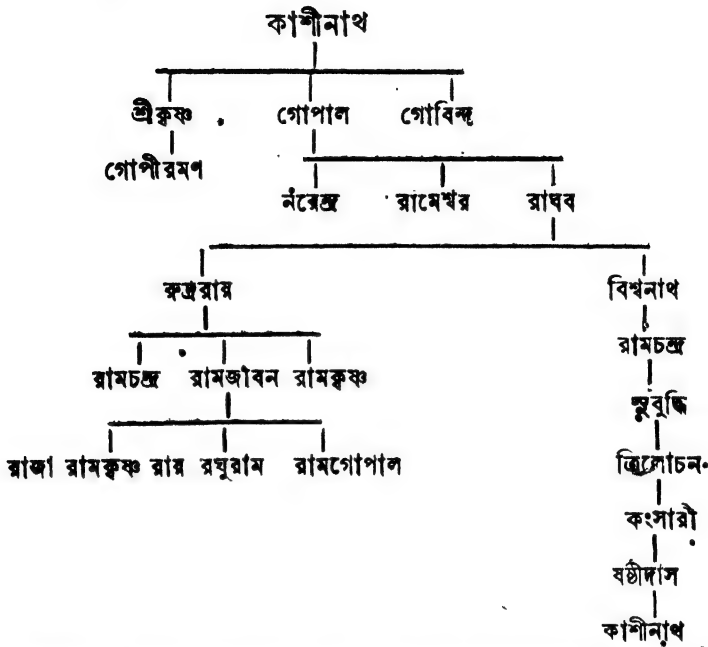 কাশীনাথ
শ্রীকৃষ্ণ . গোপাল গোবিন্দ
গোপীরমণ
নরেন্দ্র রামেশ্বর রাঘব
রুদ্ররায় বিশ্বনাথ
রামচন্দ্র
রামচন্দ্র রামজীবন রামকৃষ্ণ
সুবুদ্ধি
রাজা রামকৃষ্ণ রায় রঘুরাম রামগোপাল ত্রিলোচন
কংসারী
ষষ্ঠীদাস
কাশীনাথ